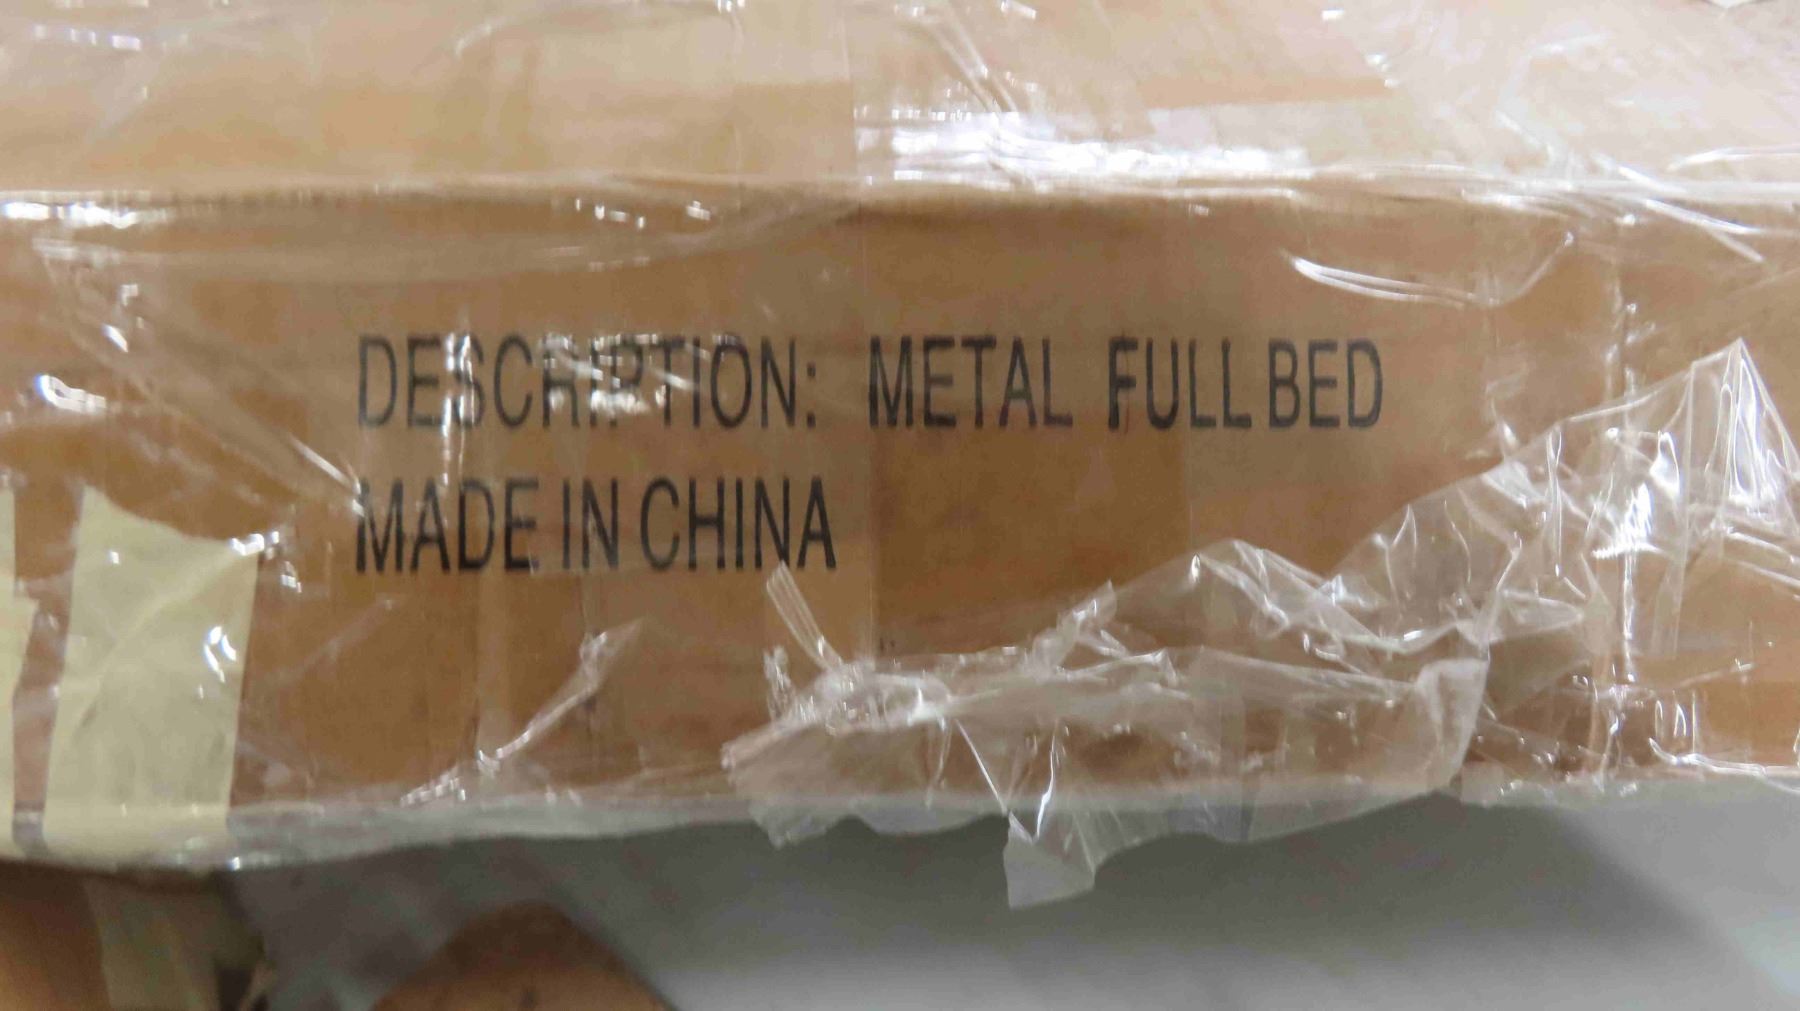 DESCRIPTION: METAL FULL BED
MADE IN CHINA